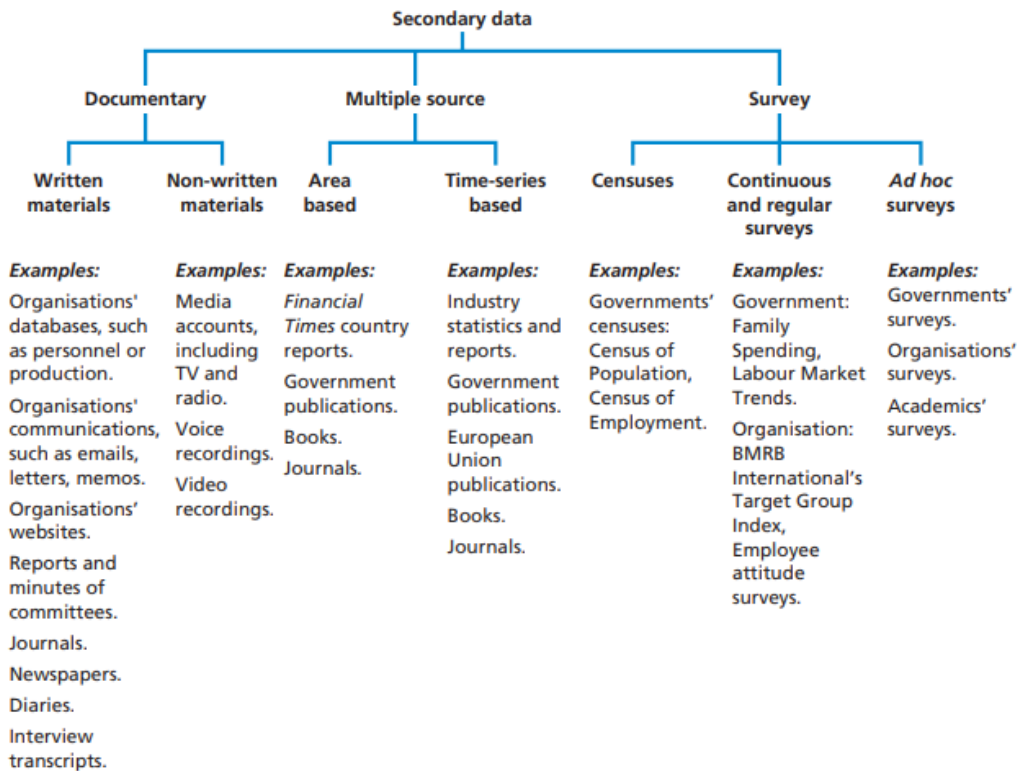 Secondary data
Documentary
Multiple source
Survey
Written
materials
Non-written
materials
Area
based
Time-series
based
Censuses
Continuous
and regular
surveys
Ad hoc
surveys
Examples:
Organisations'
databases, such
as personnel or
production.
Organisations'
communications,
such as emails,
letters, memos.
Organisations’
websites.
Reports and
minutes of
committees.
Journals.
Newspapers.
Diaries.
Interview
transcripts.
Examples:
Media
accounts,
including
TV and
radio.
Voice
recordings.
Video
recordings.
Examples:
Financial
Times country
reports.
Government
publications.
Books.
Journals.
Examples:
Industry
statistics and
reports.
Government
publications.
European
Union
publications.
Books.
Journals.
Examples:
Governments’
censuses:
Census of
Population,
Census of
Employment.
Examples:
Government:
Family
Spending,
Labour Market
Trends.
Organisation:
BMRB
International’s
Target Group
Index,
Employee
attitude
surveys.
Examples:
Governments’
surveys.
Organisations’
surveys.
Academics’
surveys.